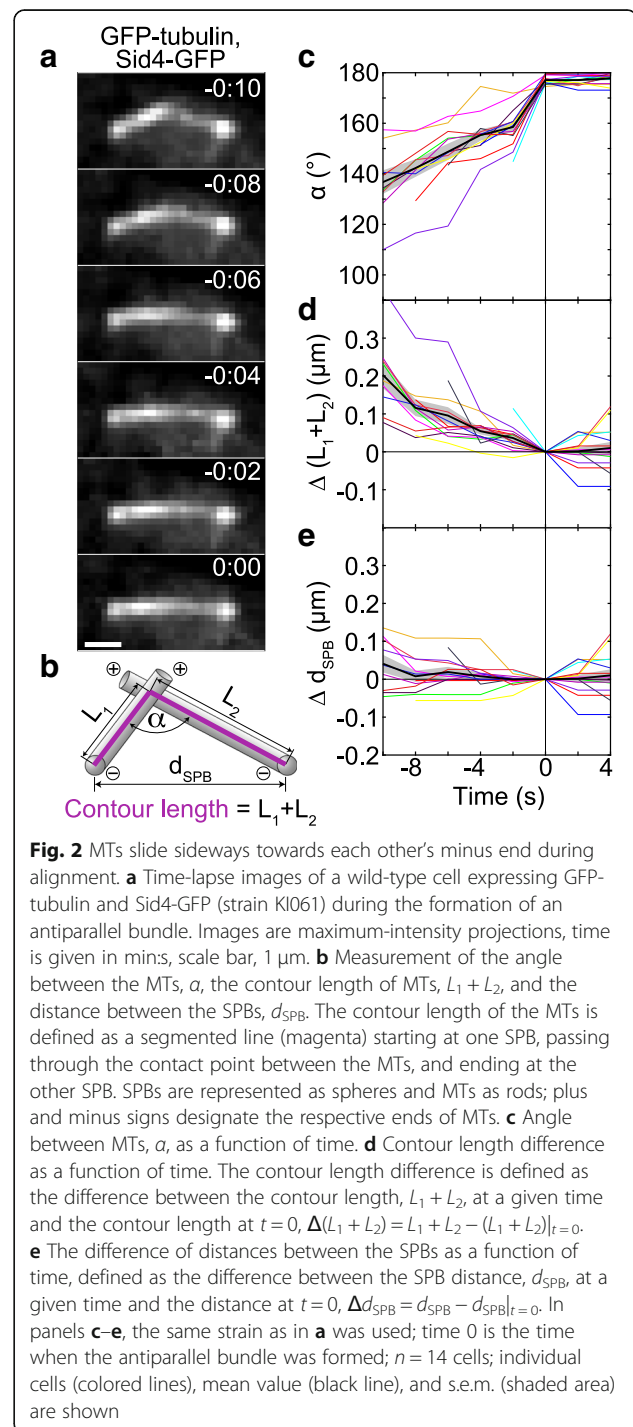 GFP-tubulin,
Sid4-GFP
a
-0:10
-0:08
-0:06
-0:04
-0:02
0:00
b
⊕ ⊕
L1
α
L2
⊖ ⊖
dSPB
Contour length = L1+L2
c
180
160
140
120
100
α (°)
d
0.3
0.2
0.1
0
-0.1
Δ (L1+L2) (µm)
e
0.3
0.2
0.1
0
-0.1
-0.2
Δ dSPB (µm)
-8 -4 0 4
Time (s)
Fig. 2 MTs slide sideways towards each other's minus end during
alignment. a Time-lapse images of a wild-type cell expressing GFP-
tubulin and Sid4-GFP (strain KI061) during the formation of an
antiparallel bundle. Images are maximum-intensity projections, time
is given in min:s, scale bar, 1 μm. b Measurement of the angle
between the MTs, α, the contour length of MTs, L1 + L2, and the
distance between the SPBs, dSPB. The contour length of the MTs is
defined as a segmented line (magenta) starting at one SPB, passing
through the contact point between the MTs, and ending at the
other SPB. SPBs are represented as spheres and MTs as rods; plus
and minus signs designate the respective ends of MTs. c Angle
between MTs, α, as a function of time. d Contour length difference
as a function of time. The contour length difference is defined as
the difference between the contour length, L1 + L2, at a given time
and the contour length at t = 0, Δ(L1 + L2) = L1 + L2 − (L1 + L2)|t = 0.
e The difference of distances between the SPBs as a function of
time, defined as the difference between the SPB distance, dSPB, at a
given time and the distance at t = 0, ΔdSPB = dSPB − dSPB|t = 0. In
panels c–e, the same strain as in a was used; time 0 is the time
when the antiparallel bundle was formed; n = 14 cells; individual
cells (colored lines), mean value (black line), and s.e.m. (shaded area)
are shown